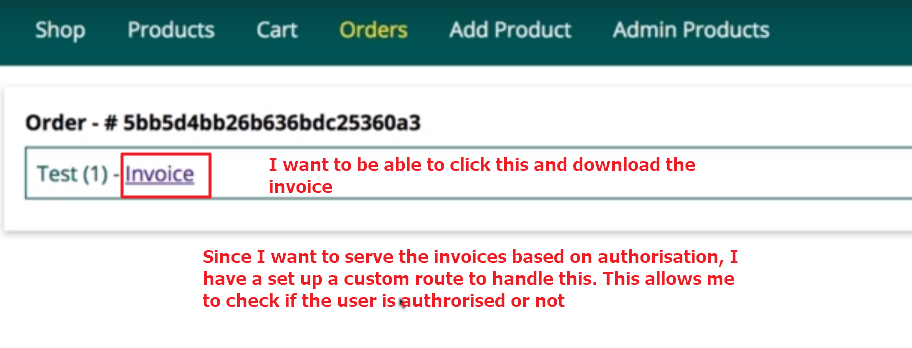 Shop Products Cart Orders Add Product Admin Products
Order - # 5bb5d4bb26b636bdc25360a3
Test (1) - Invoice
I want to be able to click this and download the
invoice
Since I want to serve the invoices based on authorisation, I
have a set up a custom route to handle this. This allows me
to check if the user is authrorised or not